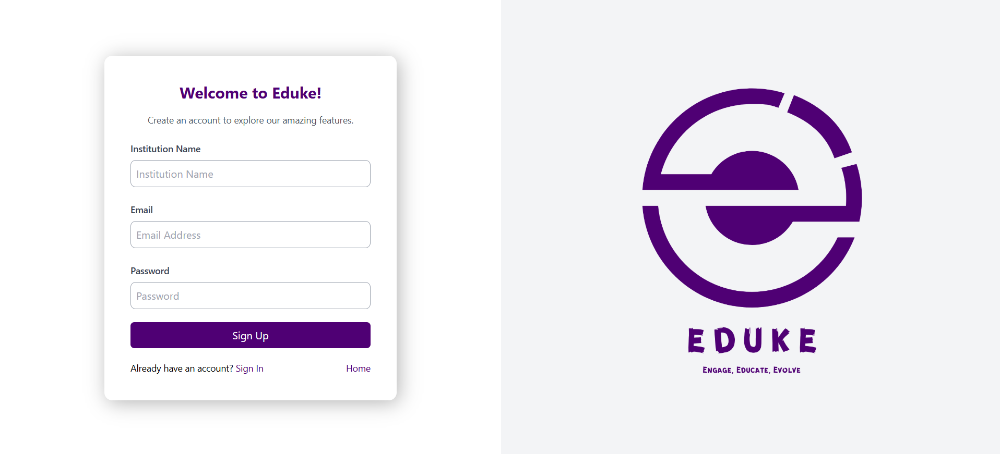 Welcome to Eduke!
Create an account to explore our amazing features.
Institution Name
Institution Name
Email
Email Address
Password
Password
Sign Up
Already have an account? Sign In
Home
EDUKE
Engage, Educate, Evolve